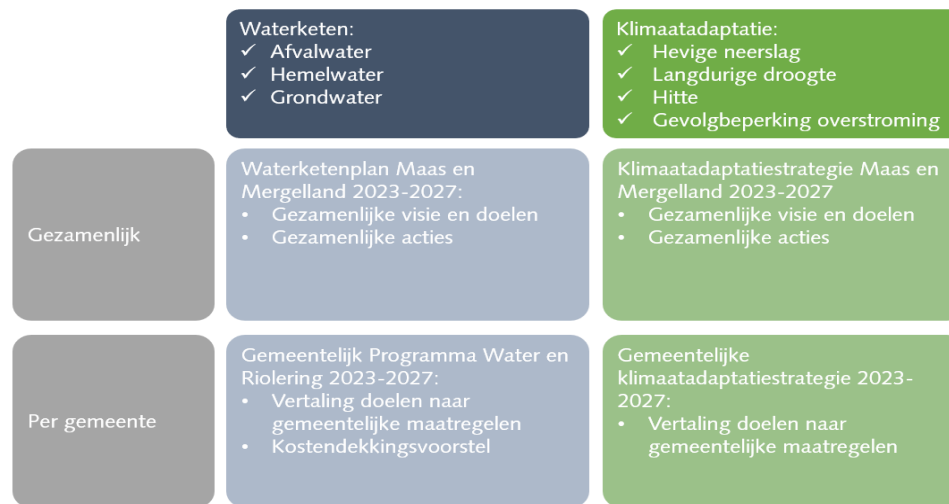 Waterketen:
✓ Afvalwater
✓ Hemelwater
✓ Grondwater
Klimaatadaptatie:
✓ Hevige neerslag
✓ Langdurige droogte
✓ Hitte
✓ Gevolgbeperking overstroming
Gezamenlijk
Waterketenplan Maas en
Mergelland 2023-2027:
• Gezamenlijke visie en doelen
• Gezamenlijke acties
Klimaatadaptatiestrategie Maas en
Mergelland 2023-2027
• Gezamenlijke visie en doelen
• Gezamenlijke acties
Per gemeente
Gemeentelijk Programma Water en
Riolering 2023-2027:
• Vertaling doelen naar
gemeentelijke maatregelen
• Kostendekkingsvoorstel
Gemeentelijke
klimaatadaptatiestrategie 2023-
2027:
• Vertaling doelen naar
gemeentelijke maatregelen